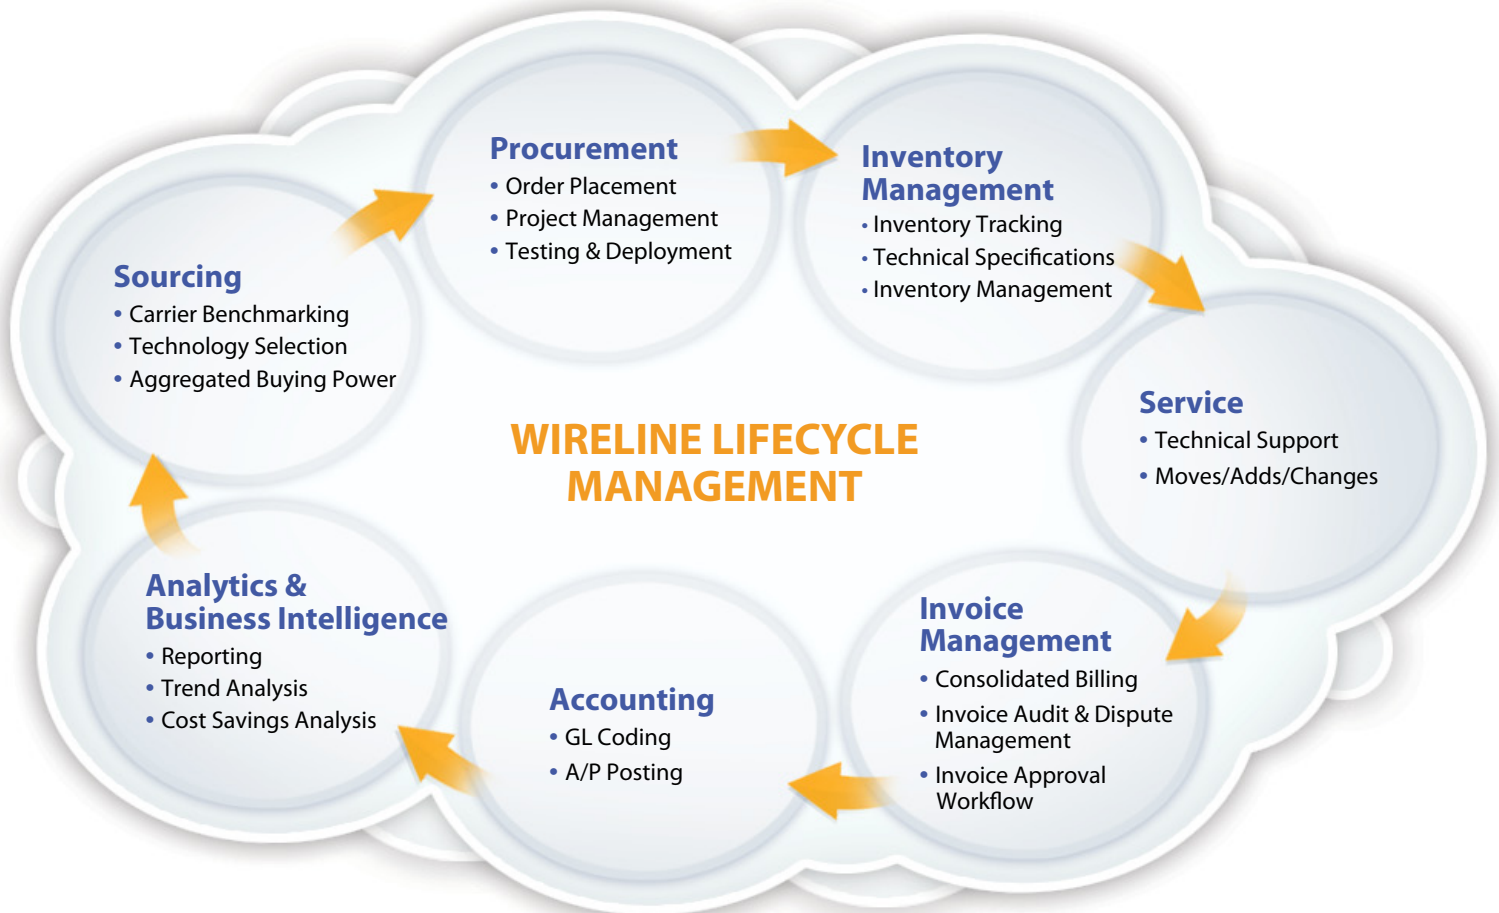 Procurement
• Order Placement
• Project Management
• Testing & Deployment
Inventory
Management
• Inventory Tracking
• Technical Specifications
• Inventory Management
Sourcing
• Carrier Benchmarking
• Technology Selection
• Aggregated Buying Power
WIRELINE LIFECYCLE
MANAGEMENT
Service
• Technical Support
• Moves/Adds/Changes
Analytics &
Business Intelligence
• Reporting
• Trend Analysis
• Cost Savings Analysis
Accounting
• GL Coding
• A/P Posting
Invoice
Management
• Consolidated Billing
• Invoice Audit & Dispute
Management
• Invoice Approval
Workflow